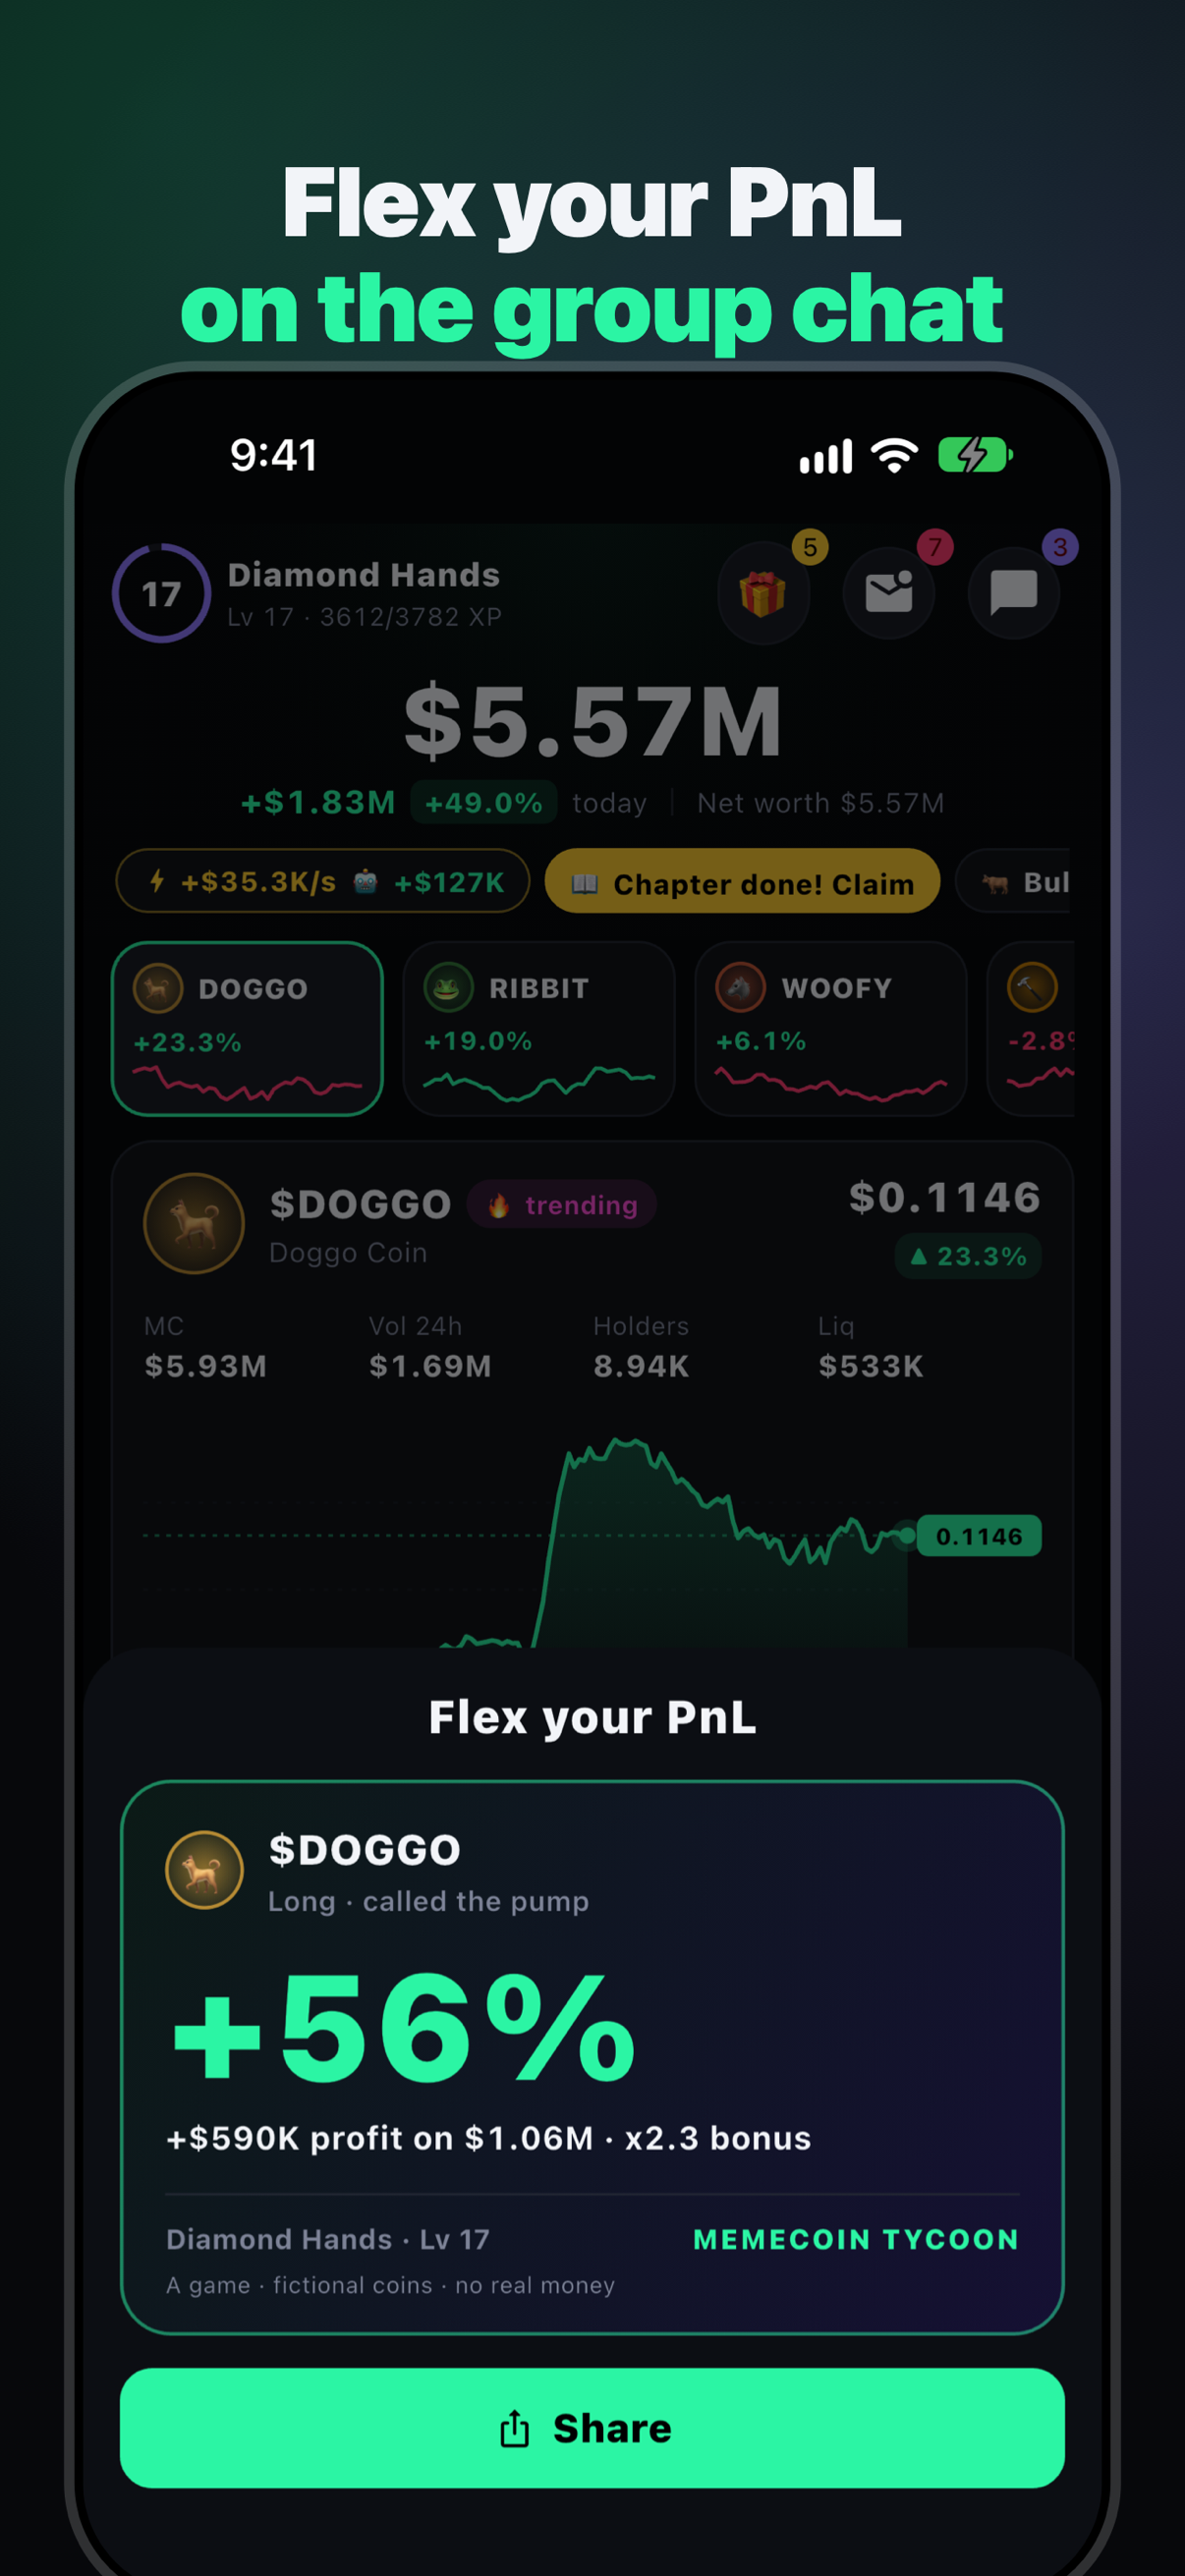 Flex your PnL
on the group chat
9:41
17
Diamond Hands
Lv 17 · 3612/3782 XP
5
7
3
$5.57M
+$1.83M +49.0% today | Net worth $5.57M
+$35.3K/s +$127K
Chapter done! Claim
Bul
DOGGO
+23.3%
RIBBIT
+19.0%
WOOFY
+6.1%
-2.8%
$DOGGO
trending
Doggo Coin
$0.1146
▲ 23.3%
MC
$5.93M
Vol 24h
$1.69M
Holders
8.94K
Liq
$533K
0.1146
Flex your PnL
$DOGGO
Long · called the pump
+56%
+$590K profit on $1.06M · x2.3 bonus
Diamond Hands · Lv 17
MEMECOIN TYCOON
A game · fictional coins · no real money
Share